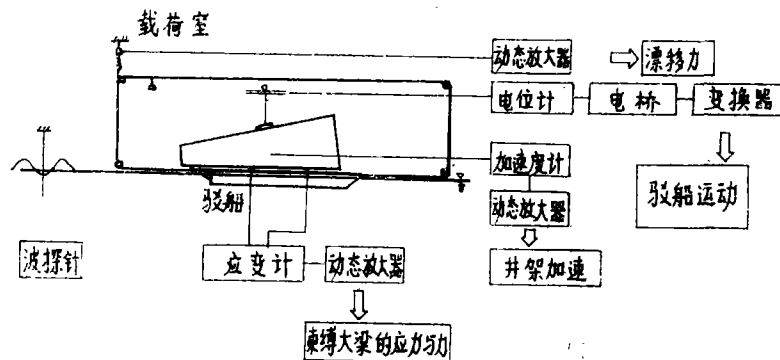 载荷室
动态放大器
漂移力
电位计
电桥
变换器
加速度计
驳船
动态放大器
驳船运动
波探针
应变计
动态放大器
井架加速
束缚大梁的应力与力